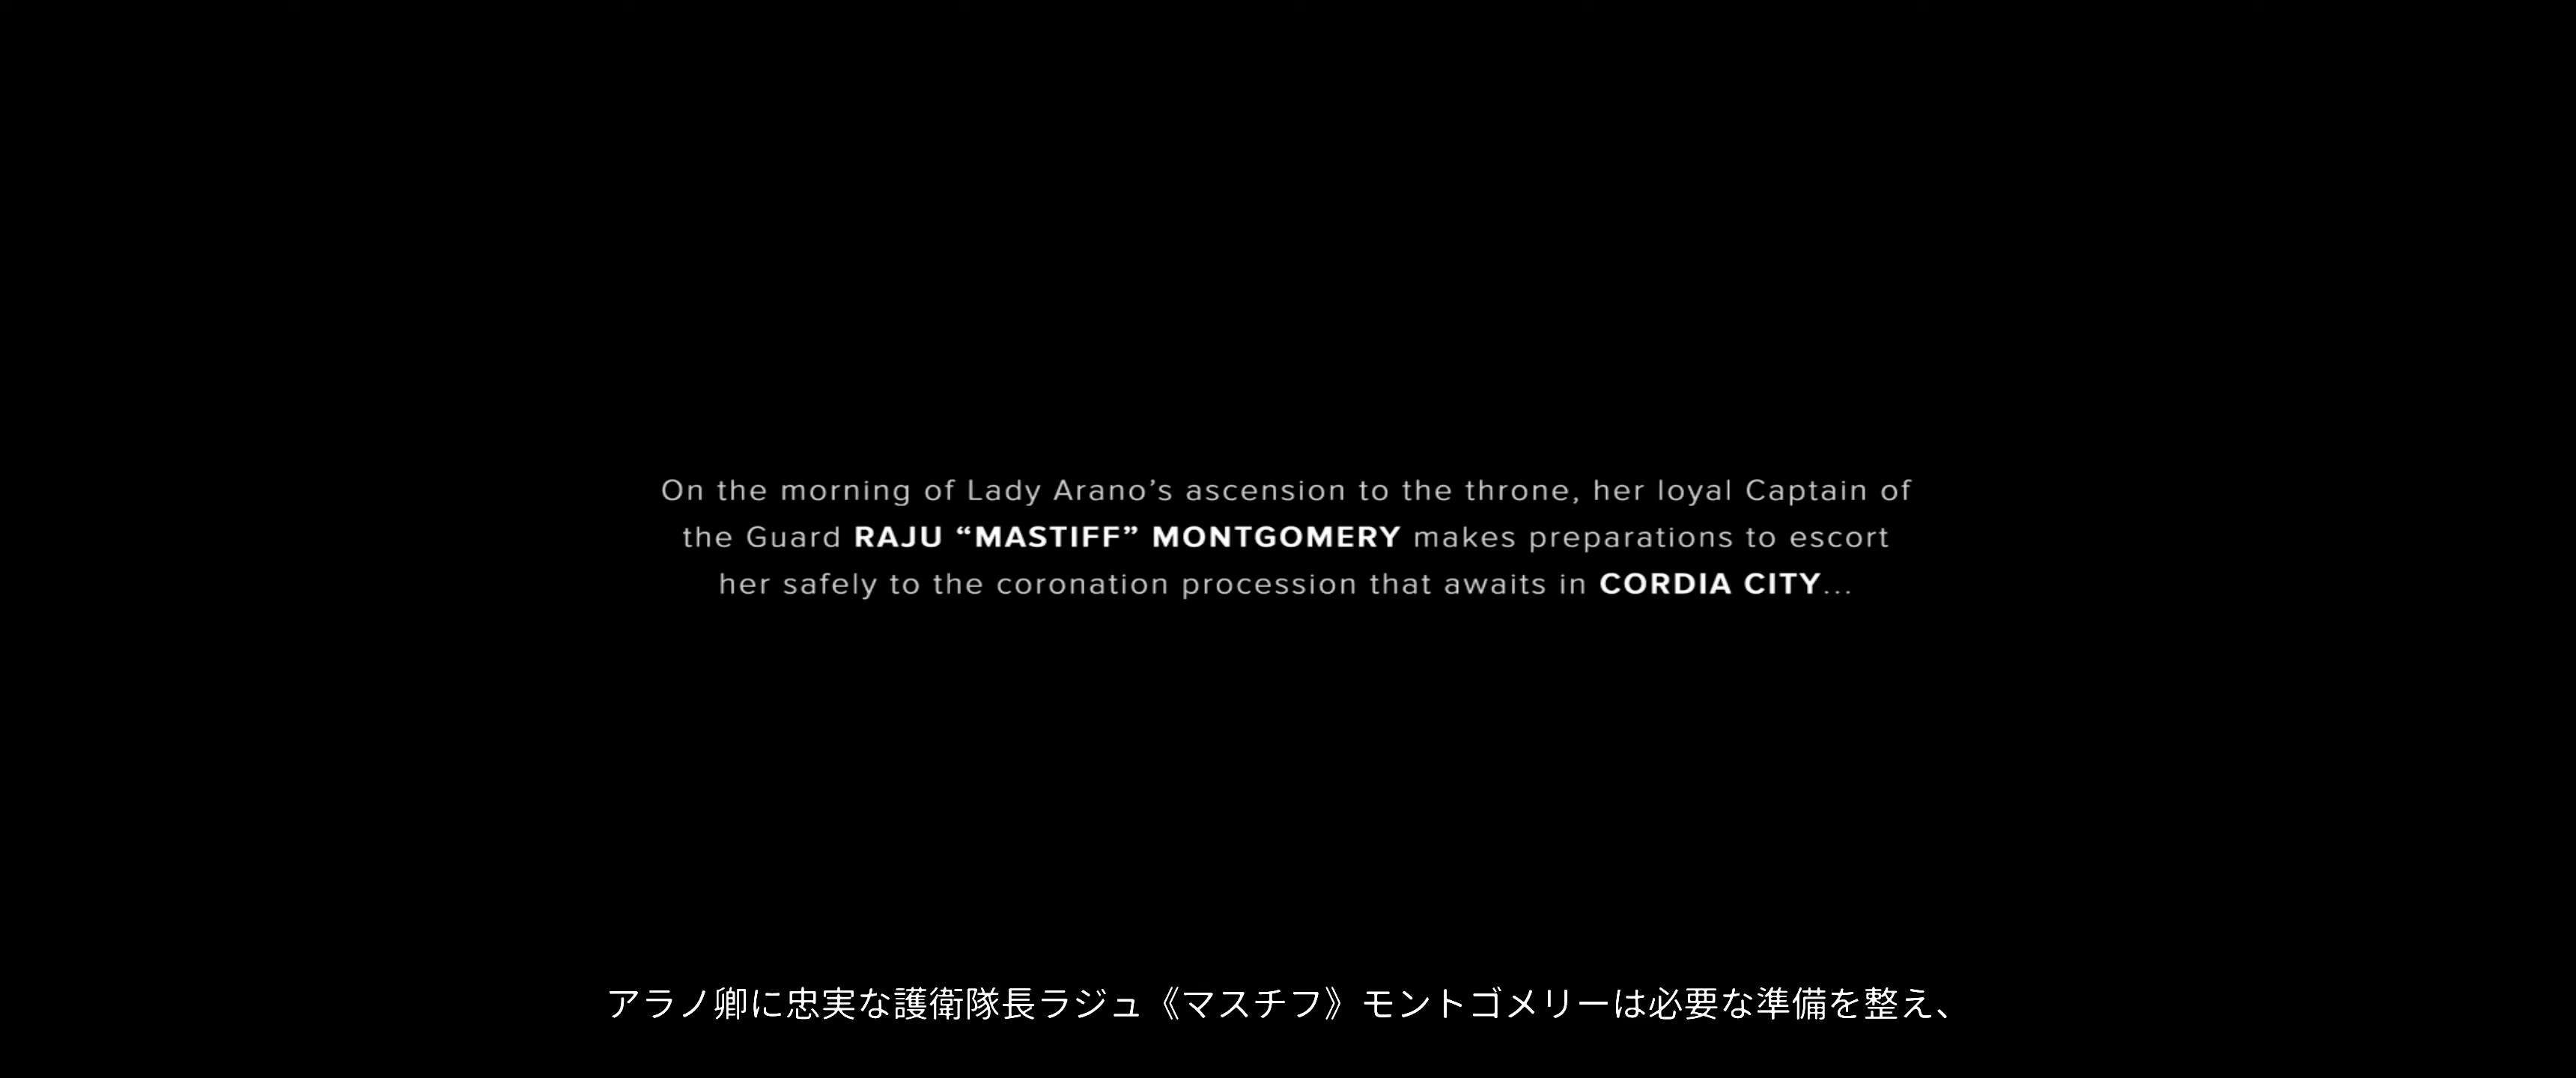 On the morning of Lady Arano’s ascension to the throne, her loyal Captain of
the Guard RAJU “MASTIFF” MONTGOMERY makes preparations to escort
her safely to the coronation procession that awaits in CORDIA CITY...
アラノ卿に忠実な護衛隊長ラジュ《マスチフ》モントゴメリーは必要な準備を整え、